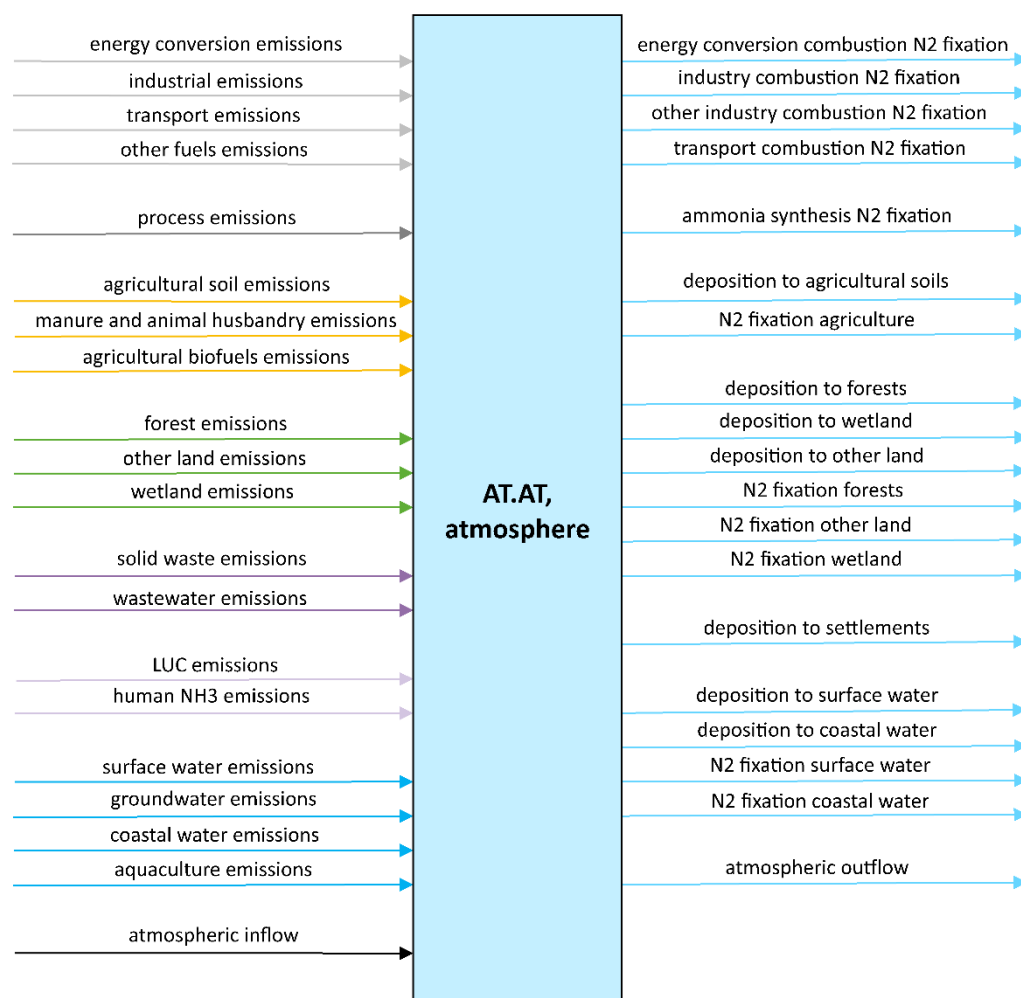 energy conversion emissions
industrial emissions
transport emissions
other fuels emissions
process emissions
agricultural soil emissions
manure and animal husbandry emissions
agricultural biofuels emissions
forest emissions
other land emissions
wetland emissions
solid waste emissions
wastewater emissions
LUC emissions
human NH3 emissions
surface water emissions
groundwater emissions
coastal water emissions
aquaculture emissions
atmospheric inflow
AT.AT,
atmosphere
energy conversion combustion N2 fixation
industry combustion N2 fixation
other industry combustion N2 fixation
transport combustion N2 fixation
ammonia synthesis N2 fixation
deposition to agricultural soils
N2 fixation agriculture
deposition to forests
deposition to wetland
deposition to other land
N2 fixation forests
N2 fixation other land
N2 fixation wetland
deposition to settlements
deposition to surface water
deposition to coastal water
N2 fixation surface water
N2 fixation coastal water
atmospheric outflow